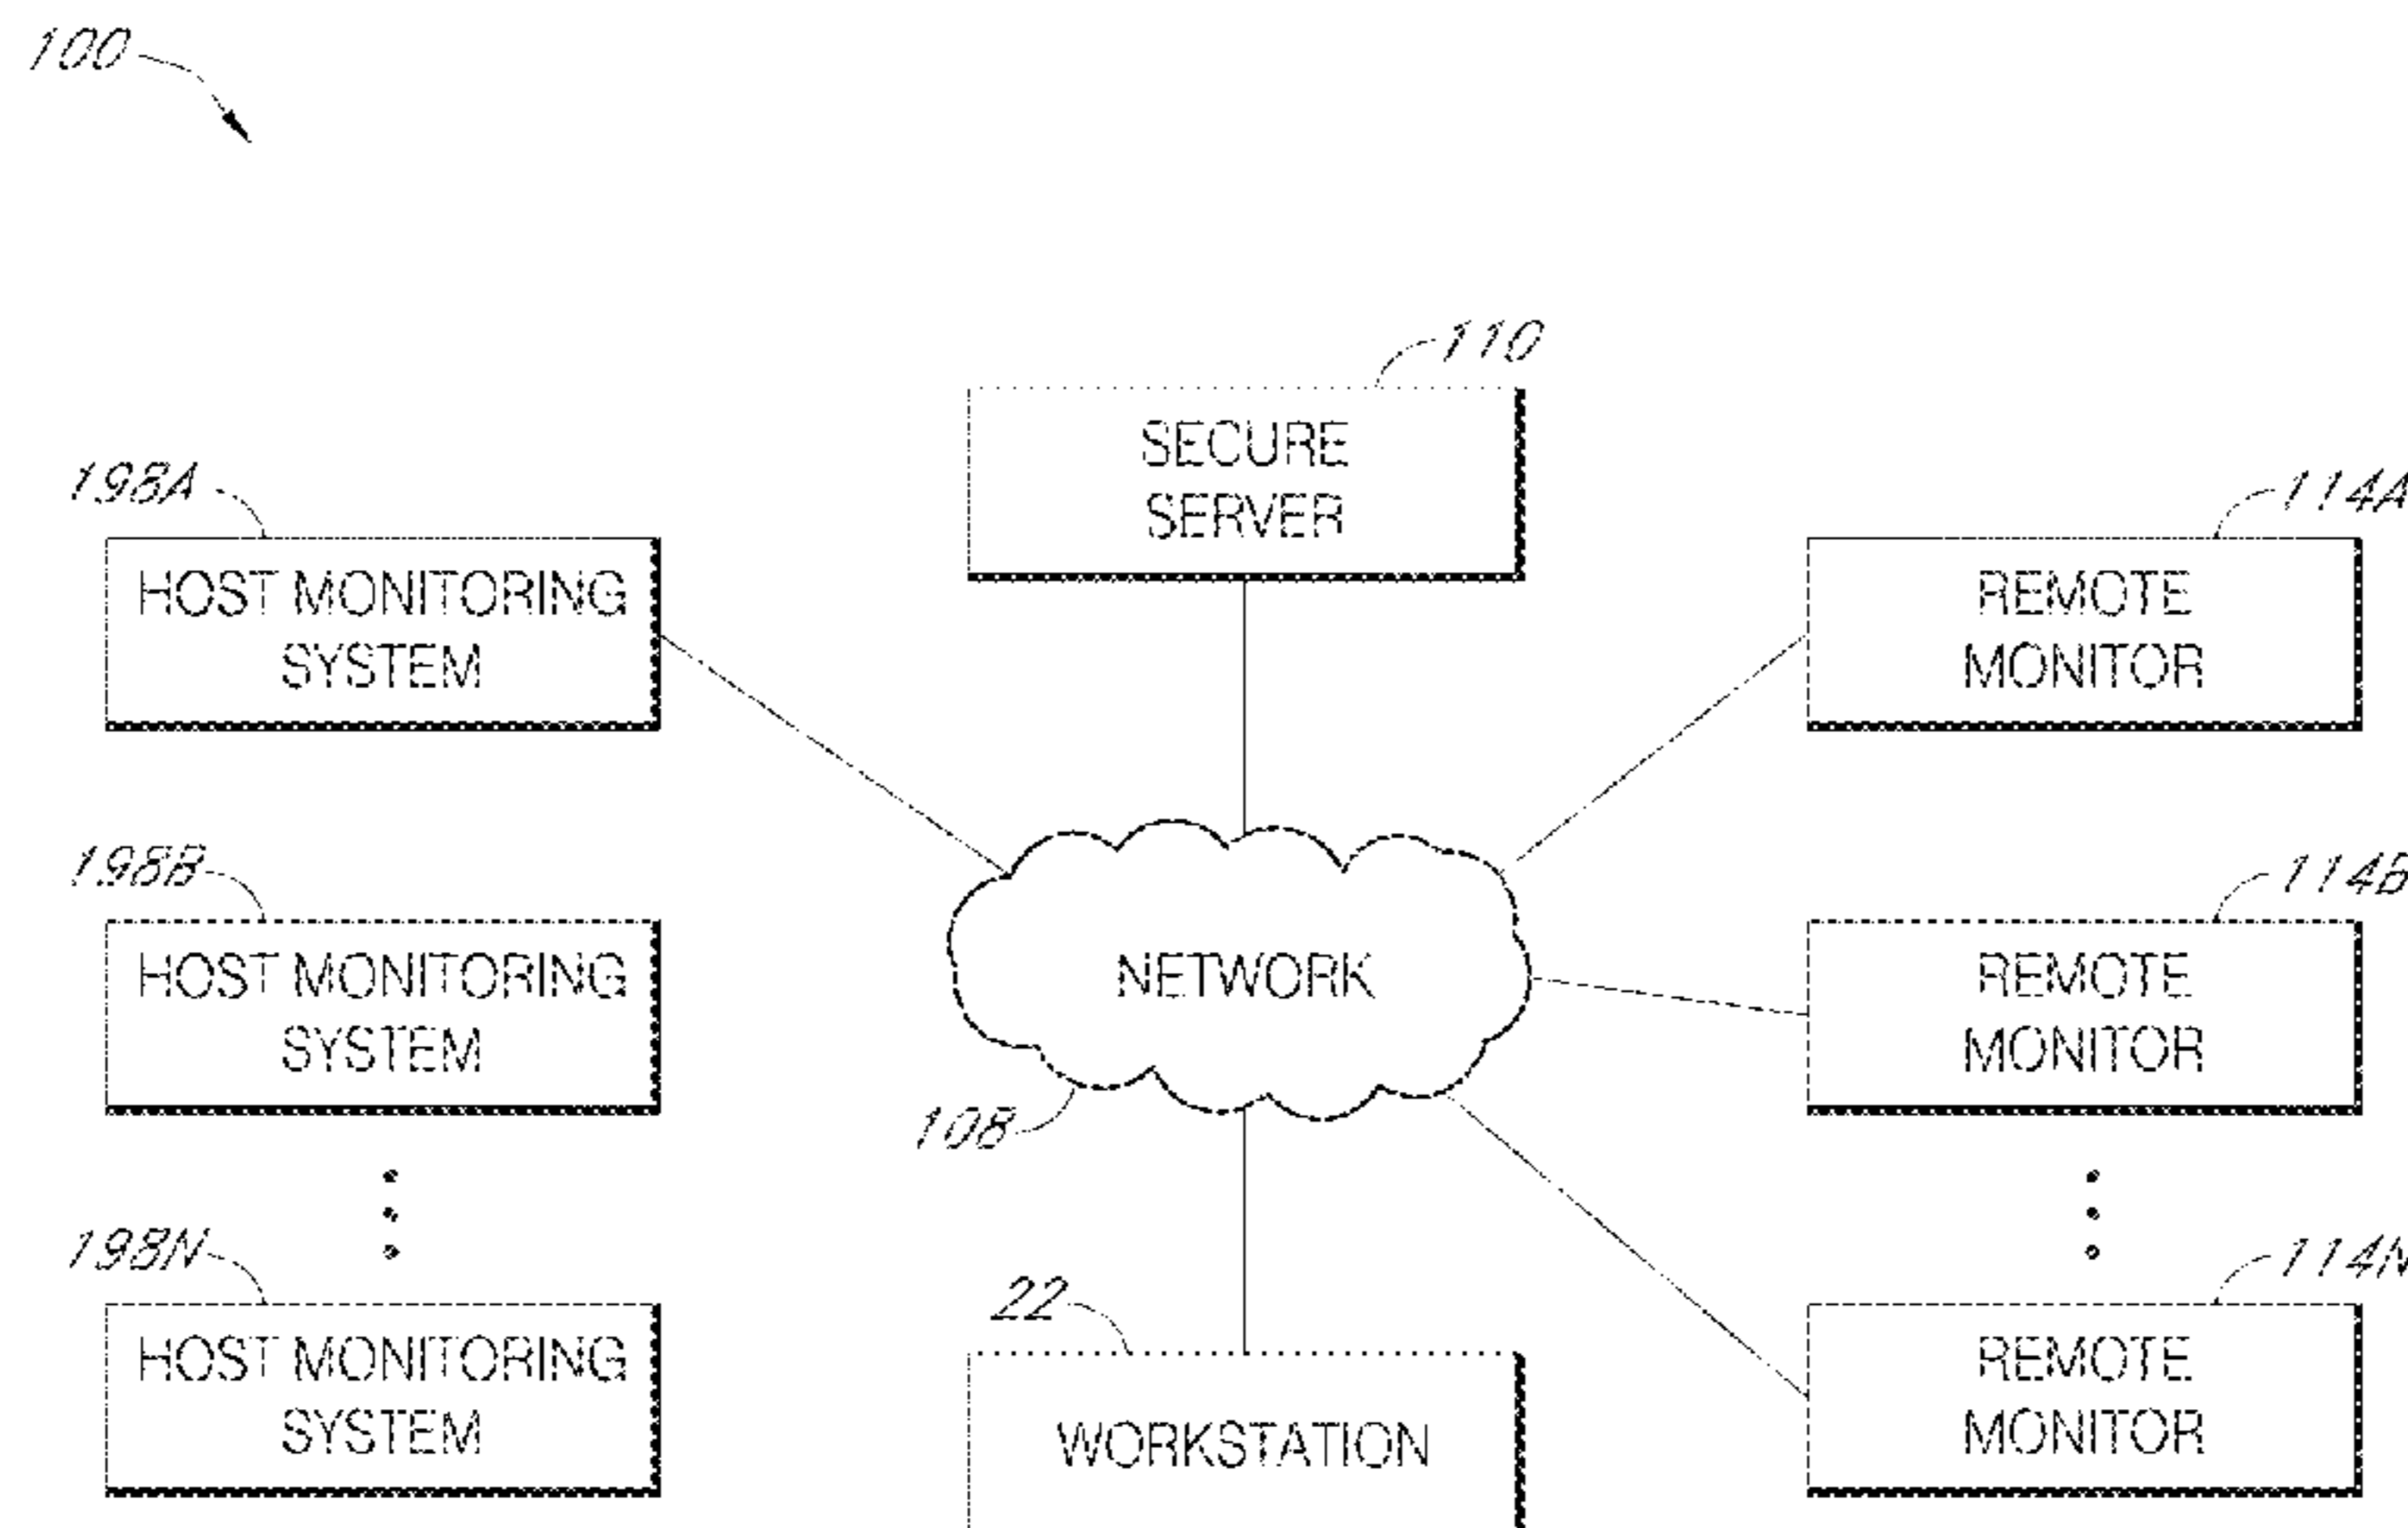 100
110
SECURE
SERVER
198A
HOST MONITORING
SYSTEM
114A
REMOTE
MONITOR
198B
HOST MONITORING
SYSTEM
NETWORK
108
114B
REMOTE
MONITOR
198N
HOST MONITORING
SYSTEM
22
WORKSTATION
114N
REMOTE
MONITOR